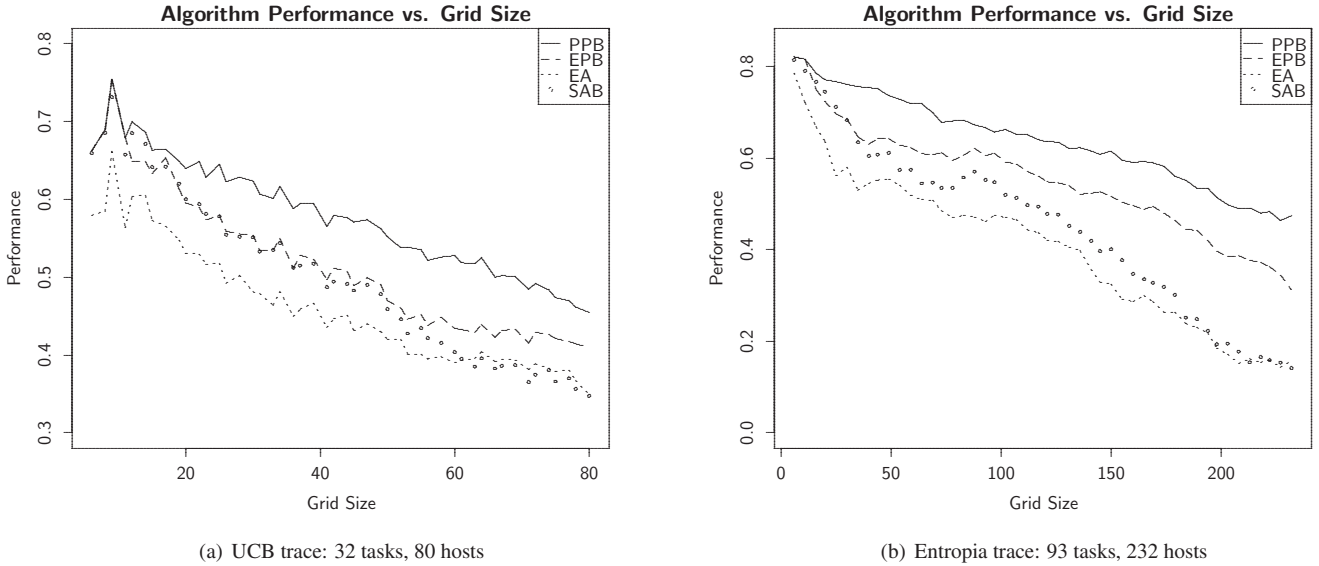 Algorithm Performance vs. Grid Size
PPB
EPB
EA
SAB
0.8
0.7
0.6
0.5
0.4
0.3
Performance
20
40
60
80
Grid Size
(a) UCB trace: 32 tasks, 80 hosts
Algorithm Performance vs. Grid Size
PPB
EPB
EA
SAB
0.8
0.6
0.4
0.2
0.0
Performance
0
50
100
150
200
Grid Size
(b) Entropia trace: 93 tasks, 232 hosts